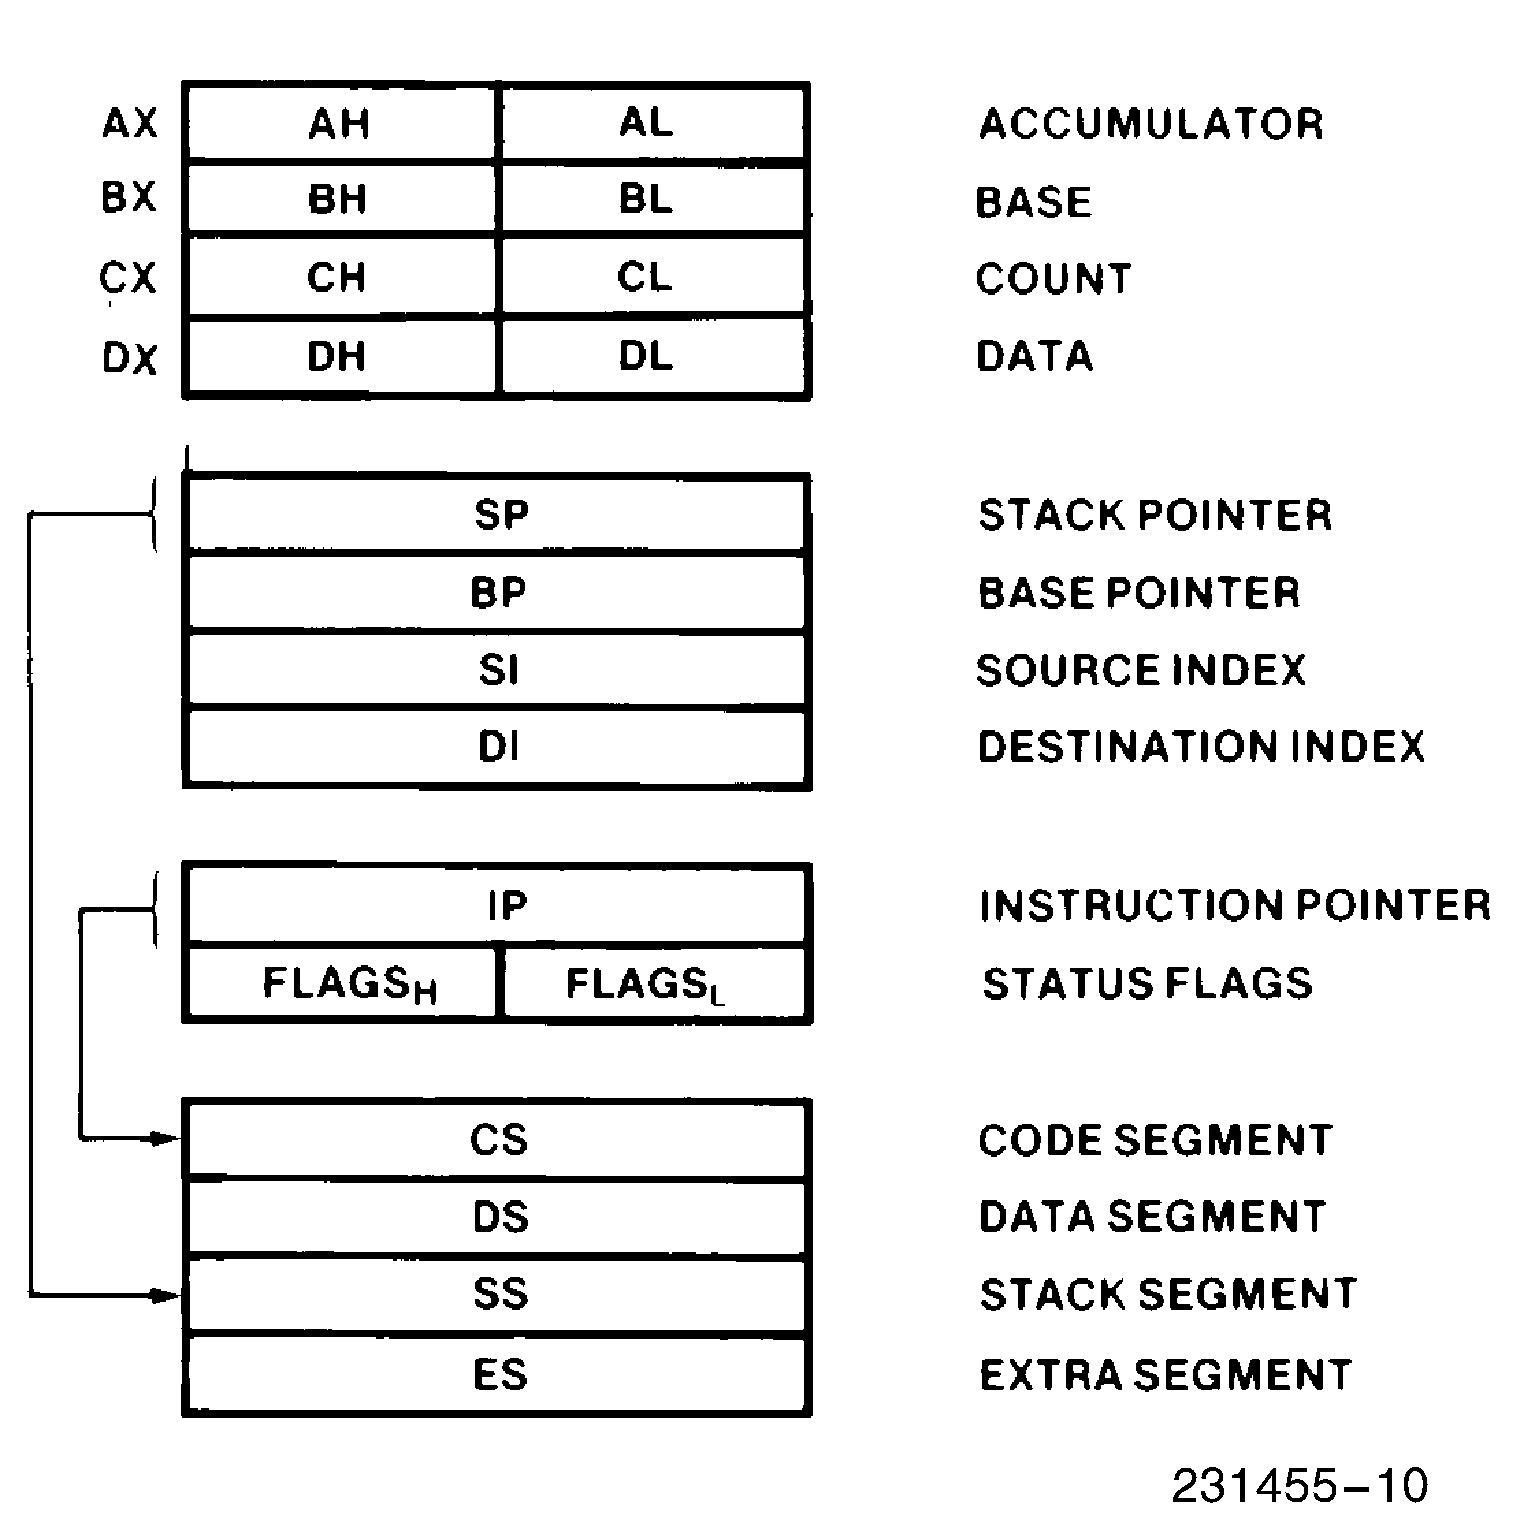 AX AH AL ACCUMULATOR
BX BH BL BASE
CX CH CL COUNT
DX DH DL DATA
SP STACK POINTER
BP BASE POINTER
SI SOURCE INDEX
DI DESTINATION INDEX
IP INSTRUCTION POINTER
FLAGSH FLAGSL STATUS FLAGS
CS CODE SEGMENT
DS DATA SEGMENT
SS STACK SEGMENT
ES EXTRA SEGMENT
231455-10